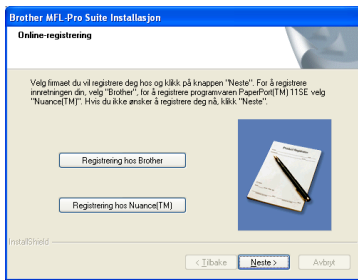 Brother MFL-Pro Suite Installasjon
Online-registrering
Velg firmaet du vil registrere deg hos og klikk på knappen "Neste". For å registrere
innretningen din, velg "Brother", for å registrere programvaren PaperPort(TM) 11SE velg
"Nuance(TM)". Hvis du ikke ønsker å registrere deg nå, klikk "Neste".
Registrering hos Brother
Product Registration
Registrering hos Nuance(TM)
InstallShield
< Tilbake Neste > Avbryt